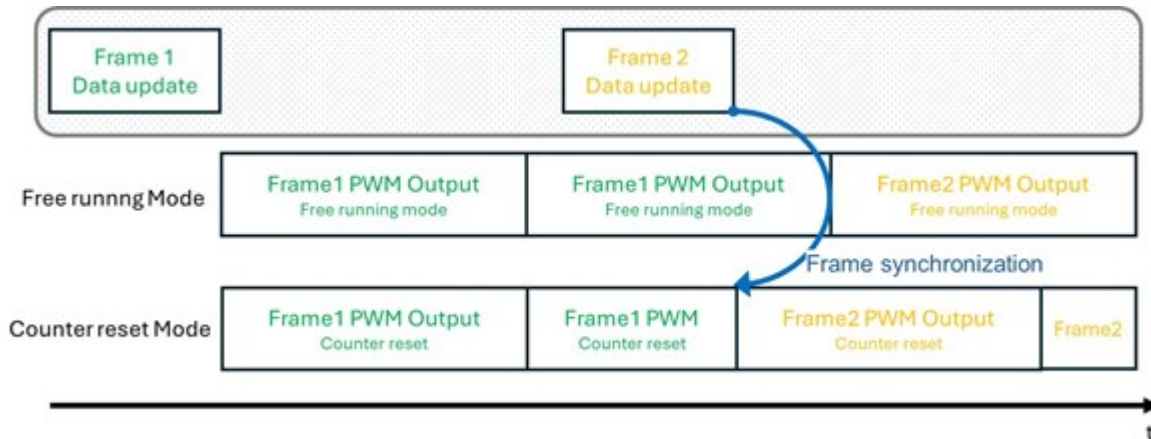 Frame 1
Data update
Frame 2
Data update
Free runnng Mode
Frame1 PWM Output
Free running mode
Frame1 PWM Output
Free running mode
Frame2 PWM Output
Free running mode
Frame synchronization
Counter reset Mode
Frame1 PWM Output
Counter reset
Frame1 PWM
Counter reset
Frame2 PWM Output
Counter reset
Frame2
t